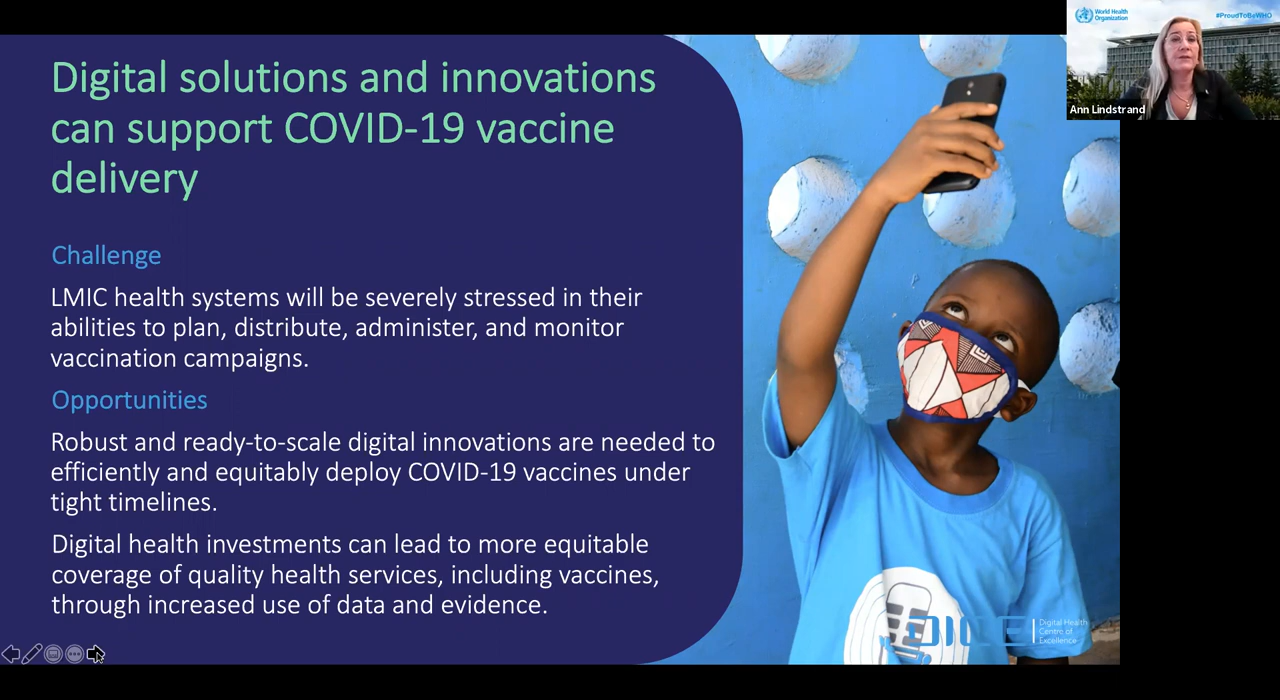 World Health
Organization
#ProudToBeWHO
Ann Lindstrand
Digital solutions and innovations
can support COVID-19 vaccine
delivery
Challenge
LMIC health systems will be severely stressed in their
abilities to plan, distribute, administer, and monitor
vaccination campaigns.
Opportunities
Robust and ready-to-scale digital innovations are needed to
efficiently and equitably deploy COVID-19 vaccines under
tight timelines.
Digital health investments can lead to more equitable
coverage of quality health services, including vaccines,
through increased use of data and evidence.
DICE
Digital Health
Centre of
Excellence